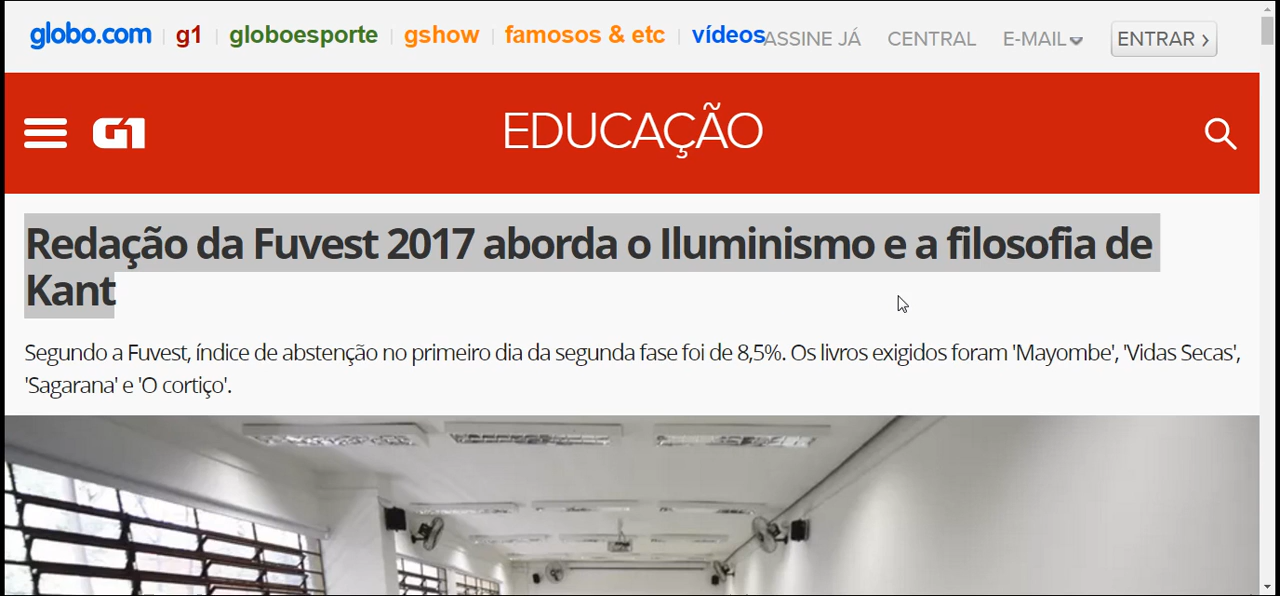 globo.com g1 globoesporte gshow famosos & etc vídeos ASSINE JÁ CENTRAL E-MAIL ENTRAR ›
G1 EDUCAÇÃO
Redação da Fuvest 2017 aborda o Iluminismo e a filosofia de
Kant
Segundo a Fuvest, índice de abstenção no primeiro dia da segunda fase foi de 8,5%. Os livros exigidos foram 'Mayombe', 'Vidas Secas',
'Sagarana' e 'O cortiço'.